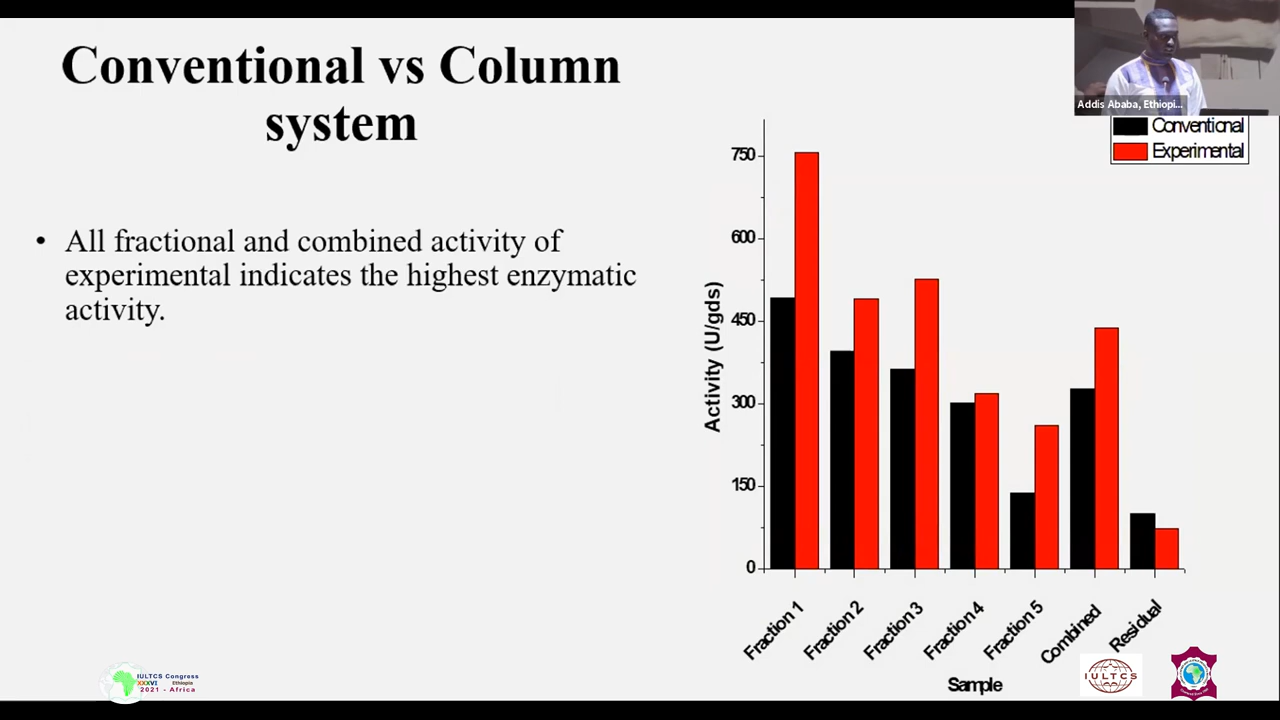 Conventional vs Column
system
• All fractional and combined activity of
experimental indicates the highest enzymatic
activity.
Addis Ababa, Ethiopi...
Conventional
Experimental
750
600
450
300
150
0
Activity (U/gds)
Fraction 1
Fraction 2
Fraction 3
Fraction 4
Fraction 5
Combined
Residual
Sample
IULTCS Congress
XXXVI Ethiopia
2021 - Africa
IULTCS